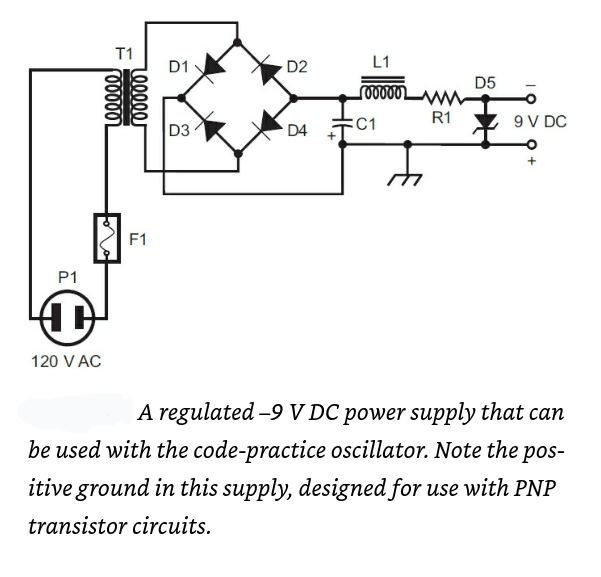 T1
D1
D2
L1
D5
−
R1
D3
D4
+
C1
9 V DC
+
F1
P1
120 V AC
A regulated –9 V DC power supply that can
be used with the code-practice oscillator. Note the pos-
itive ground in this supply, designed for use with PNP
transistor circuits.